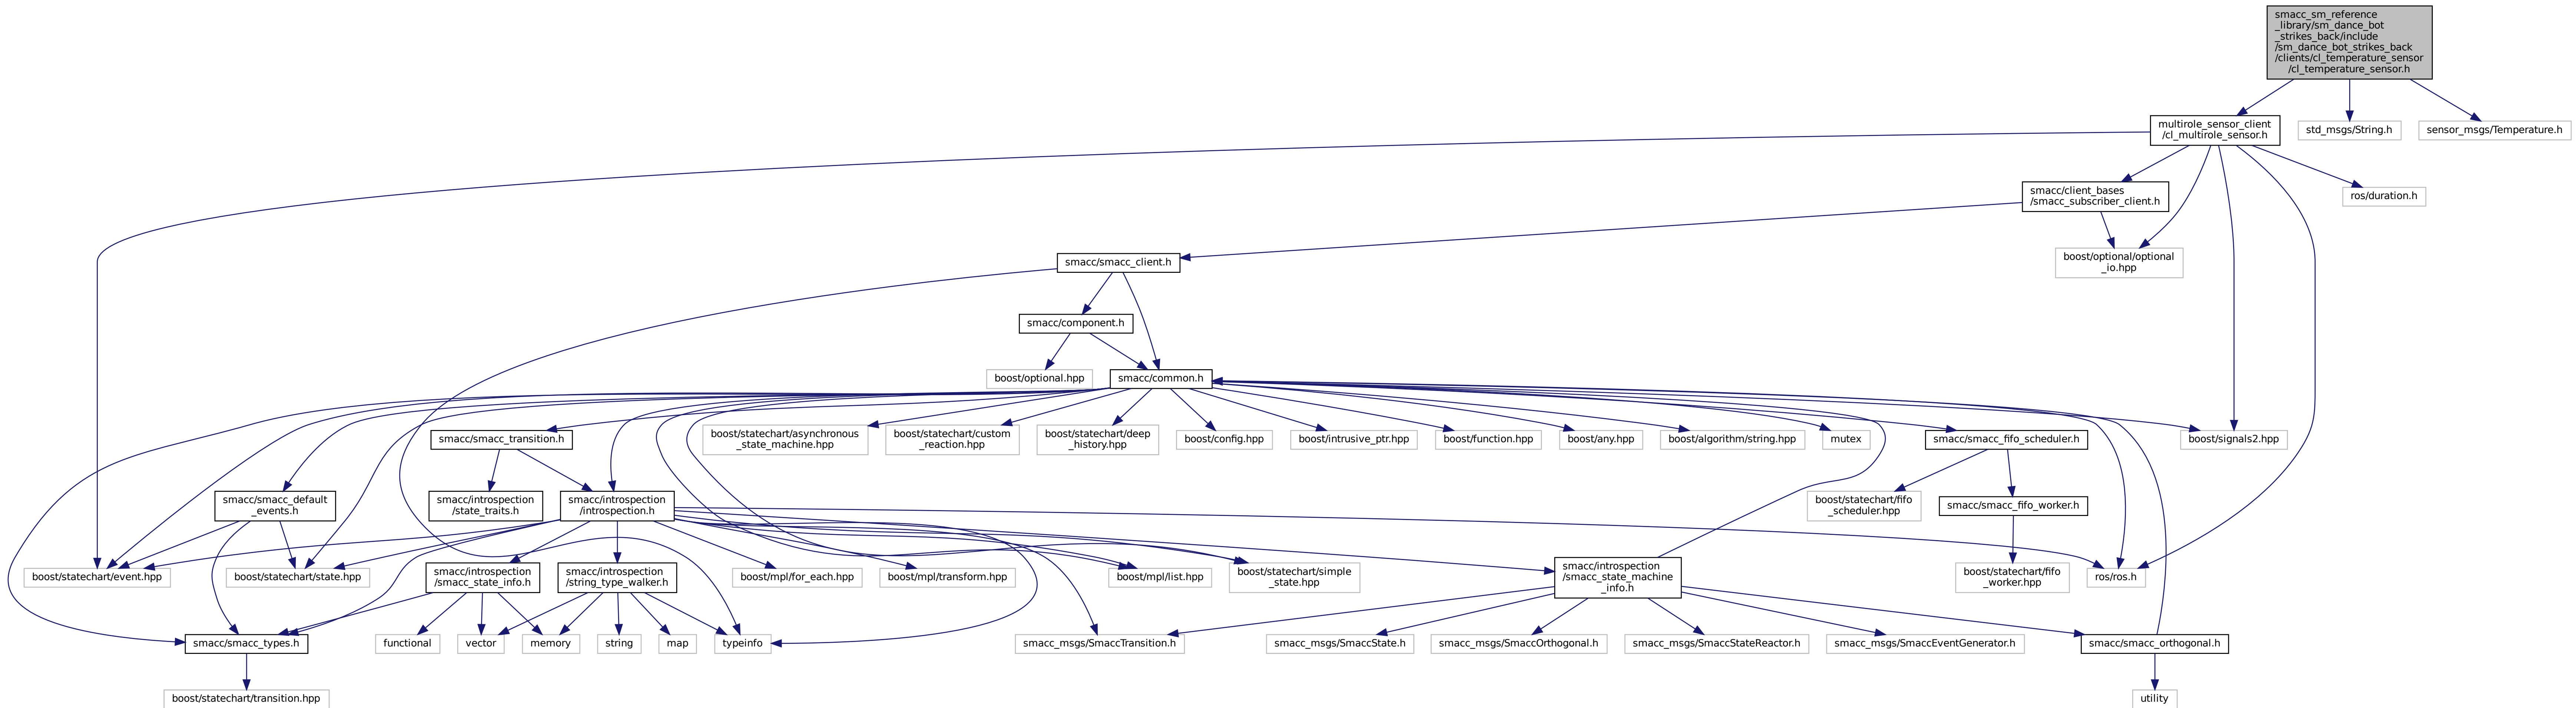 smacc_sm_reference
_library/sm_dance_bot
_strikes_back/include
/sm_dance_bot_strikes_back
/clients/cl_temperature_sensor
/cl_temperature_sensor.h
multirole_sensor_client
/cl_multirole_sensor.h
std_msgs/String.h
sensor_msgs/Temperature.h
smacc/client_bases
/smacc_subscriber_client.h
ros/duration.h
smacc/smacc_client.h
boost/optional/optional
_io.hpp
smacc/component.h
boost/optional.hpp
smacc/common.h
smacc/smacc_transition.h
boost/statechart/asynchronous
_state_machine.hpp
boost/statechart/custom
_reaction.hpp
boost/statechart/deep
_history.hpp
boost/config.hpp
boost/intrusive_ptr.hpp
boost/function.hpp
boost/any.hpp
boost/algorithm/string.hpp
mutex
smacc/smacc_fifo_scheduler.h
boost/signals2.hpp
smacc/smacc_default
_events.h
smacc/introspection
/state_traits.h
smacc/introspection
/introspection.h
boost/statechart/fifo
_scheduler.hpp
smacc/smacc_fifo_worker.h
boost/statechart/event.hpp
boost/statechart/state.hpp
smacc/introspection
/smacc_state_info.h
smacc/introspection
/string_type_walker.h
boost/mpl/for_each.hpp
boost/mpl/transform.hpp
boost/mpl/list.hpp
boost/statechart/simple
_state.hpp
smacc/introspection
/smacc_state_machine
_info.h
boost/statechart/fifo
_worker.hpp
ros/ros.h
smacc/smacc_types.h
functional
vector
memory
string
map
typeinfo
smacc_msgs/SmaccTransition.h
smacc_msgs/SmaccState.h
smacc_msgs/SmaccOrthogonal.h
smacc_msgs/SmaccStateReactor.h
smacc_msgs/SmaccEventGenerator.h
smacc/smacc_orthogonal.h
boost/statechart/transition.hpp
utility